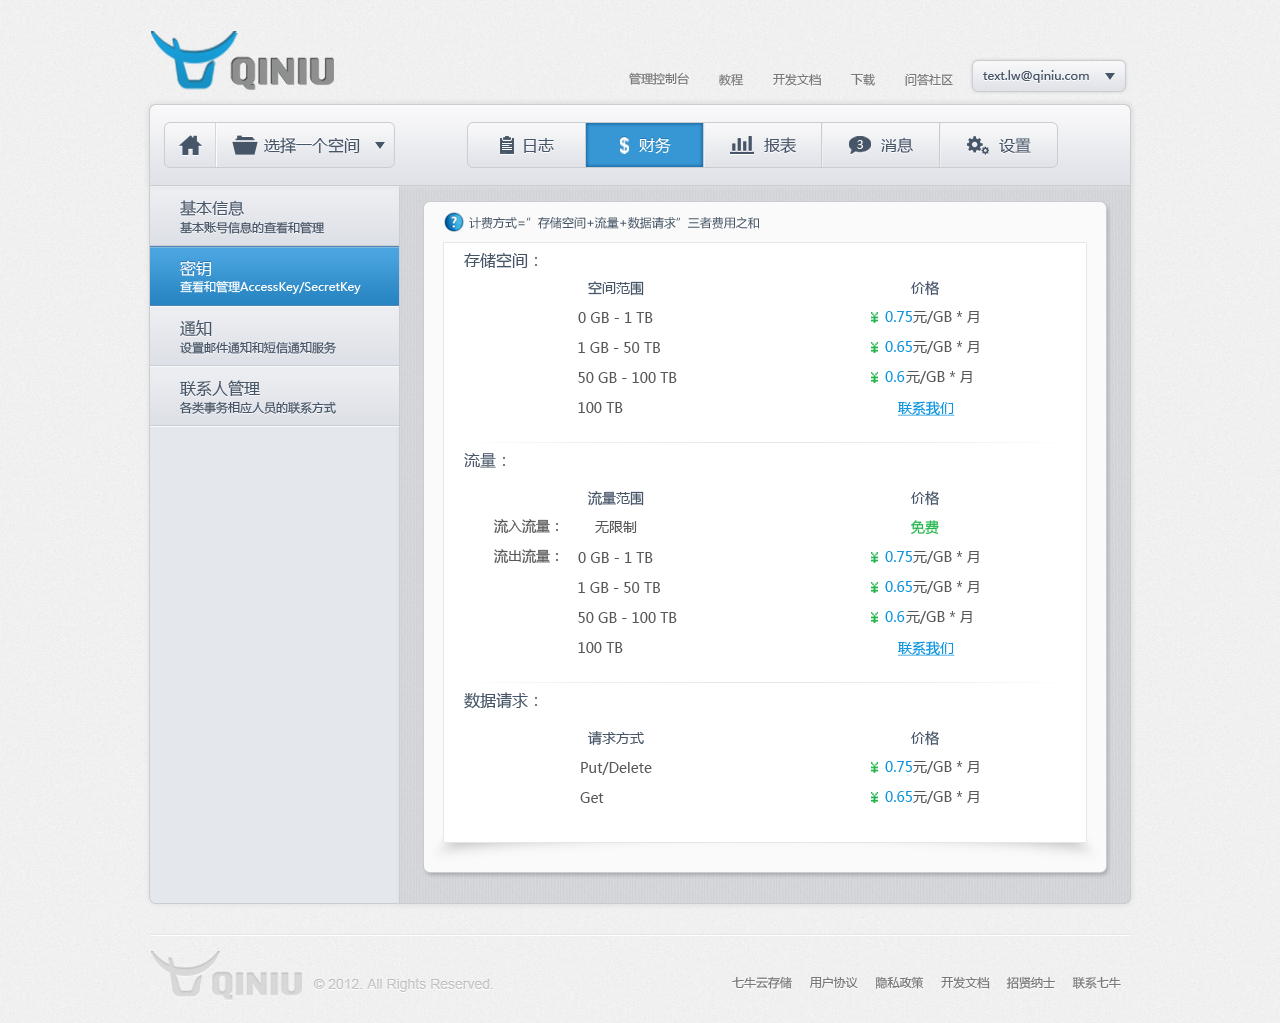 QINIU
管理控制台 教程 开发文档 下载 问答社区 text.lw@qiniu.com
选择一个空间 日志 $ 财务 报表 3 消息 设置
基本信息
基本账号信息的查看和管理
密钥
查看和管理AccessKey/SecretKey
通知
设置邮件通知和短信通知服务
联系人管理
各类事务相应人员的联系方式
? 计费方式=”存储空间+流量+数据请求”三者费用之和
存储空间：
空间范围 价格
0 GB - 1 TB ¥ 0.75元/GB * 月
1 GB - 50 TB ¥ 0.65元/GB * 月
50 GB - 100 TB ¥ 0.6元/GB * 月
100 TB 联系我们
流量：
流量范围 价格
流入流量： 无限制 免费
流出流量： 0 GB - 1 TB ¥ 0.75元/GB * 月
1 GB - 50 TB ¥ 0.65元/GB * 月
50 GB - 100 TB ¥ 0.6元/GB * 月
100 TB 联系我们
数据请求：
请求方式 价格
Put/Delete ¥ 0.75元/GB * 月
Get ¥ 0.65元/GB * 月
QINIU © 2012. All Rights Reserved. 七牛云存储 用户协议 隐私政策 开发文档 招贤纳士 联系七牛